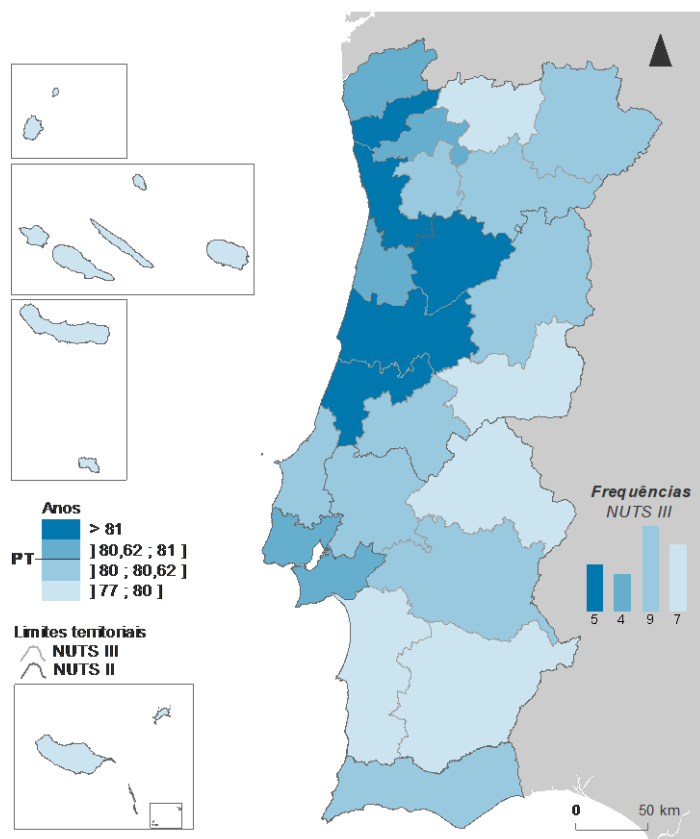 Anos
> 81
] 80,62 ; 81 ]
PT
] 80 ; 80,62 ]
] 77 ; 80 ]
Limites territoriais
NUTS III
NUTS II
Frequências
NUTS III
5 4 9 7
0 50 km